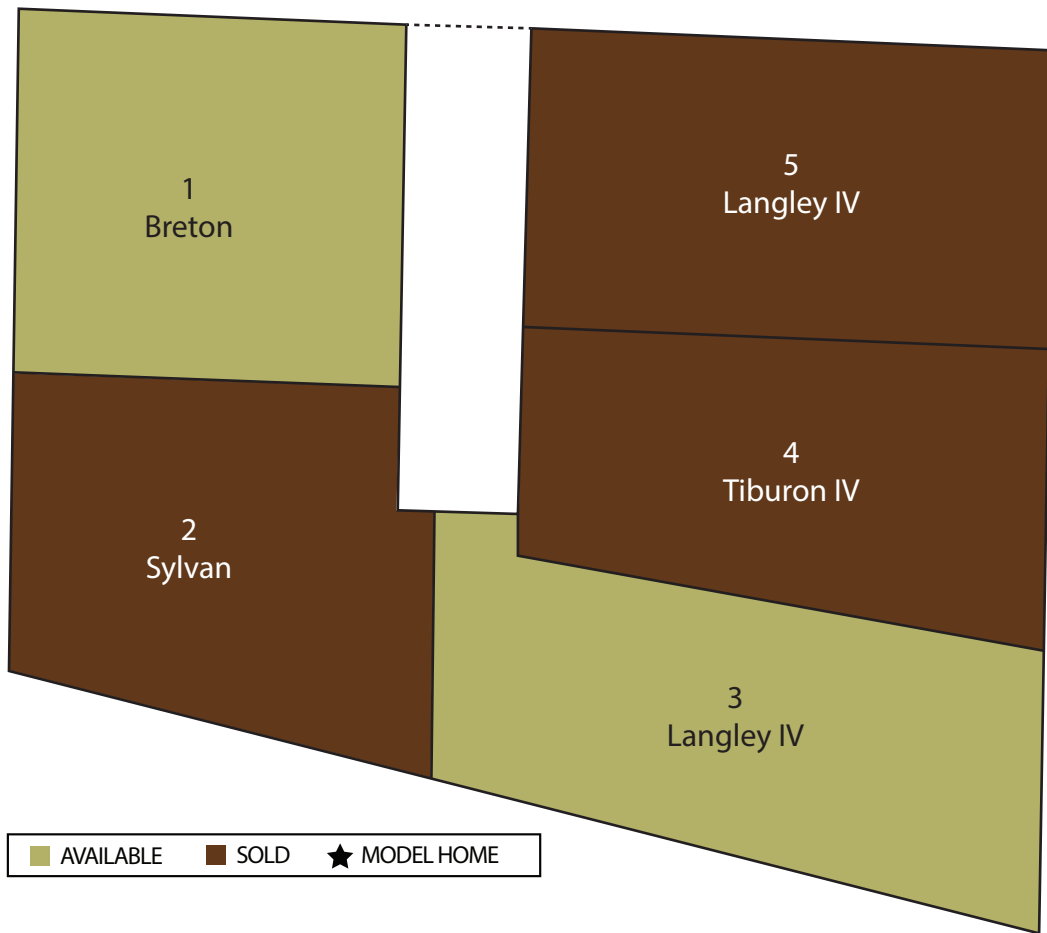 1
Breton
5
Langley IV
2
Sylvan
4
Tiburon IV
3
Langley IV
AVAILABLE SOLD MODEL HOME